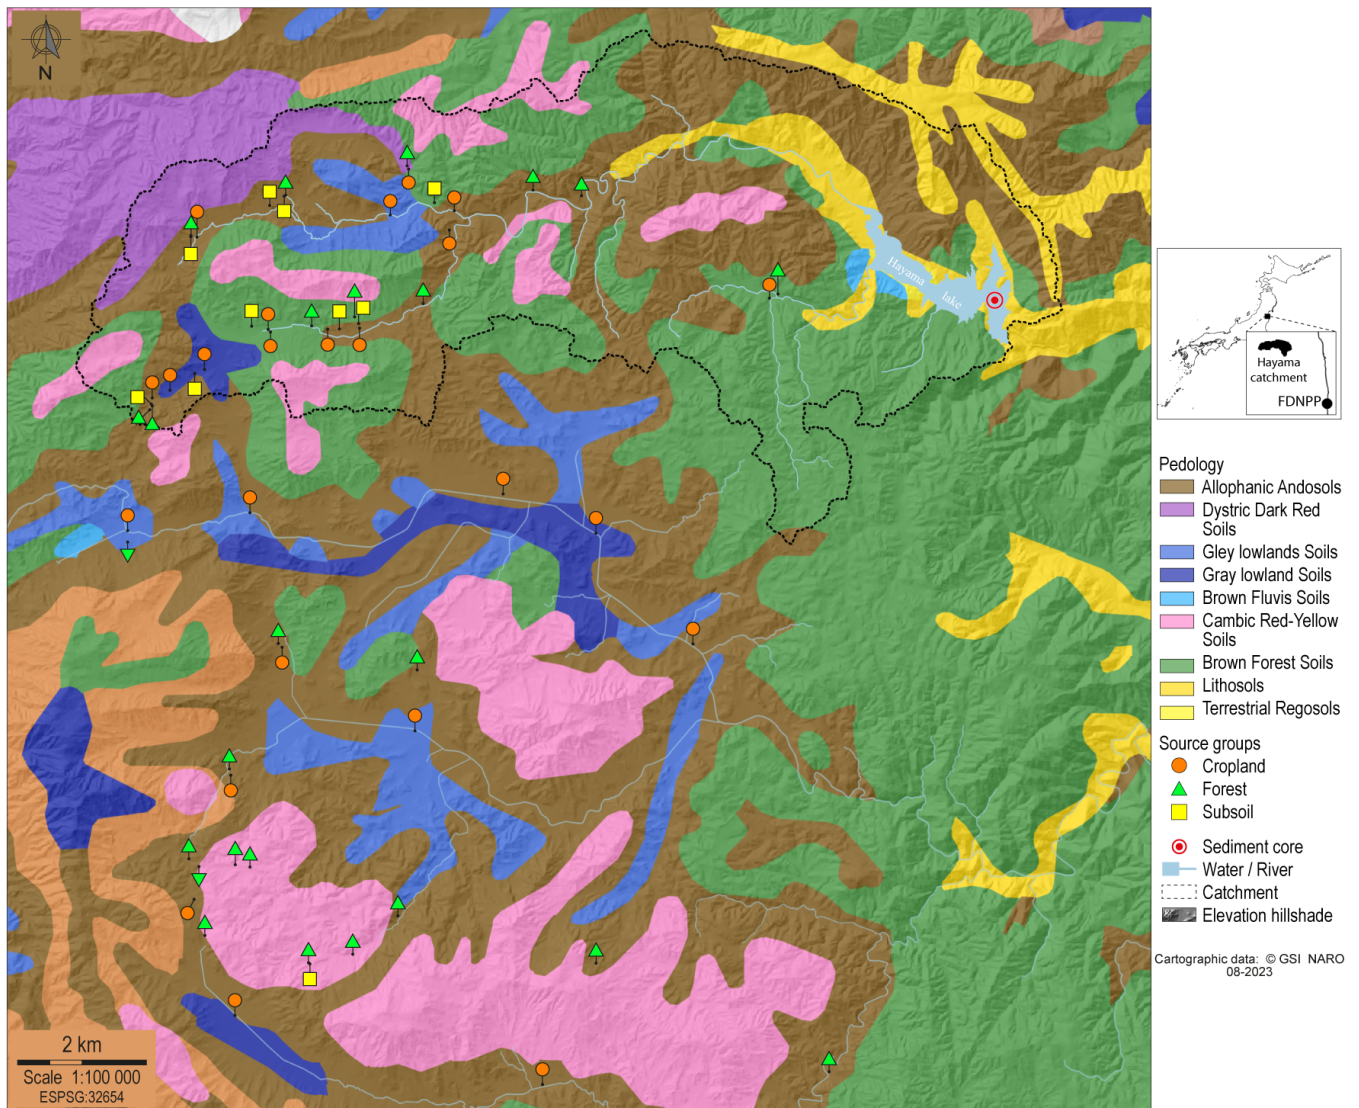 N
Hayama
lake
2 km
Scale 1:100 000
ESPSG:32654
Hayama
catchment
FDNPP
Pedology
Allophanic Andosols
Dystric Dark Red
Soils
Gley lowlands Soils
Gray lowland Soils
Brown Fluvis Soils
Cambic Red-Yellow
Soils
Brown Forest Soils
Lithosols
Terrestrial Regosols
Source groups
Cropland
Forest
Subsoil
Sediment core
Water / River
Catchment
Elevation hillshade
Cartographic data: © GSI NARO
08-2023